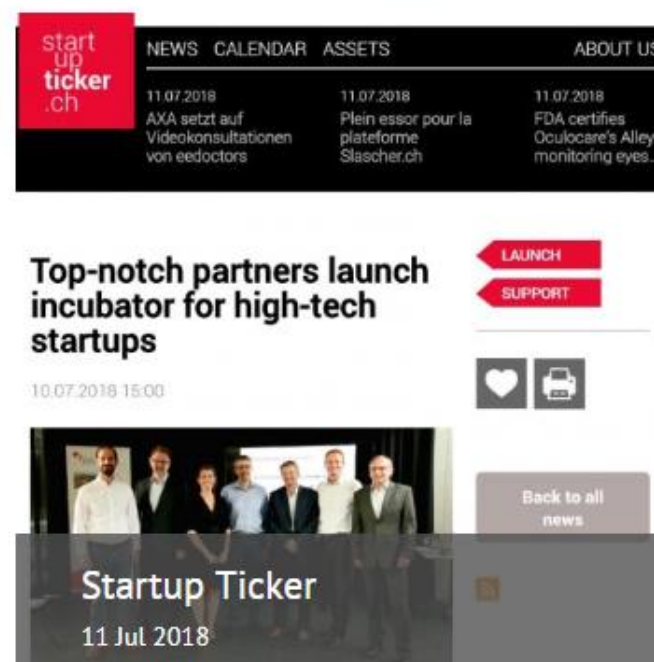 start
up
ticker
.ch
NEWS CALENDAR ASSETS ABOUT US
11.07.2018
AXA setzt auf
Videokonsultationen
von eedoctors
11.07.2018
Plein essor pour la
plateforme
Slascher.ch
11.07.2018
FDA certifies
Oculocare's Alley
monitoring eyes..
Top-notch partners launch
incubator for high-tech
startups
10.07.2018 15:00
LAUNCH
SUPPORT
Back to all
news
Startup Ticker
11 Jul 2018